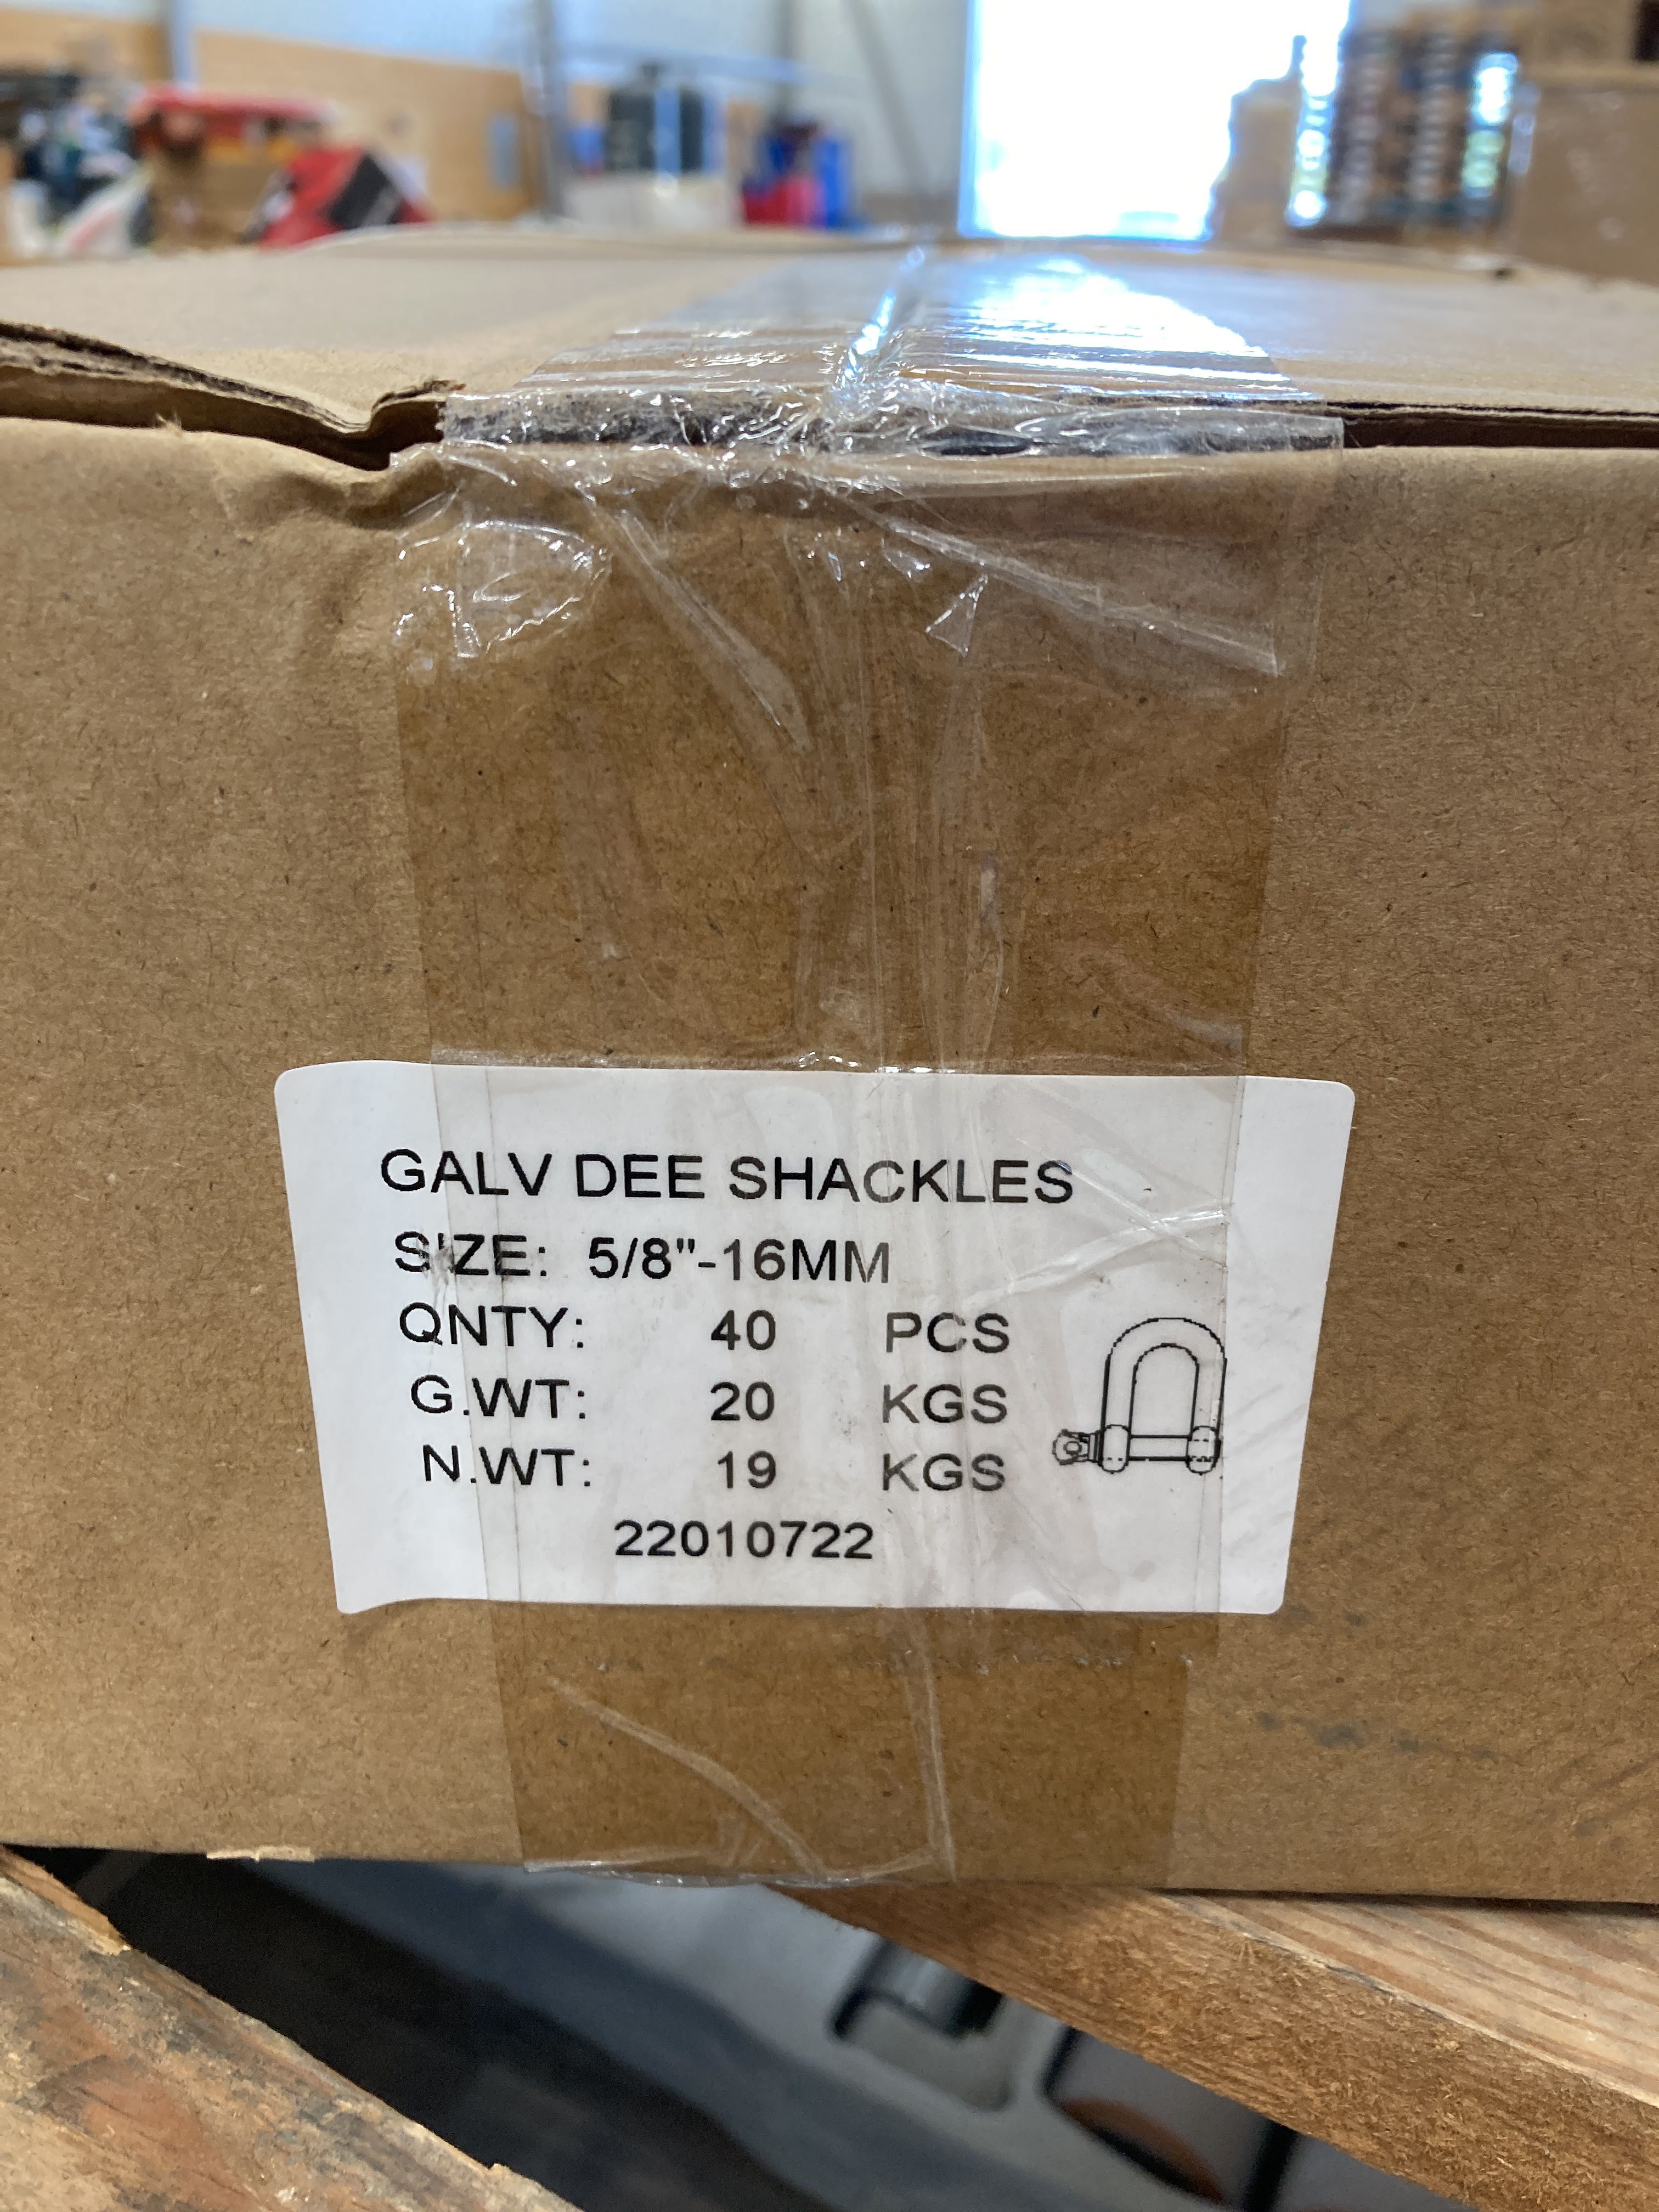 GALV DEE SHACKLES
SIZE: 5/8"-16MM
QNTY: 40 PCS
G.WT: 20 KGS
N.WT: 19 KGS
22010722